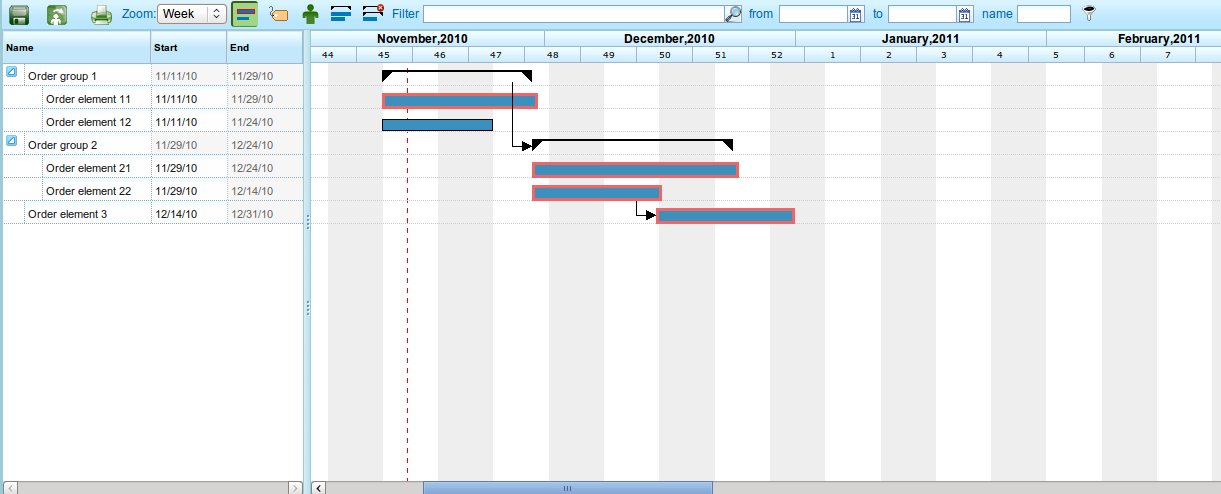 Zoom: Week Filter from to name
Name Start End
November,2010 December,2010 January,2011 February,2011
44 45 46 47 48 49 50 51 52 1 2 3 4 5 6 7
Order group 1 11/11/10 11/29/10
Order element 11 11/11/10 11/29/10
Order element 12 11/11/10 11/24/10
Order group 2 11/29/10 12/24/10
Order element 21 11/29/10 12/24/10
Order element 22 11/29/10 12/14/10
Order element 3 12/14/10 12/31/10